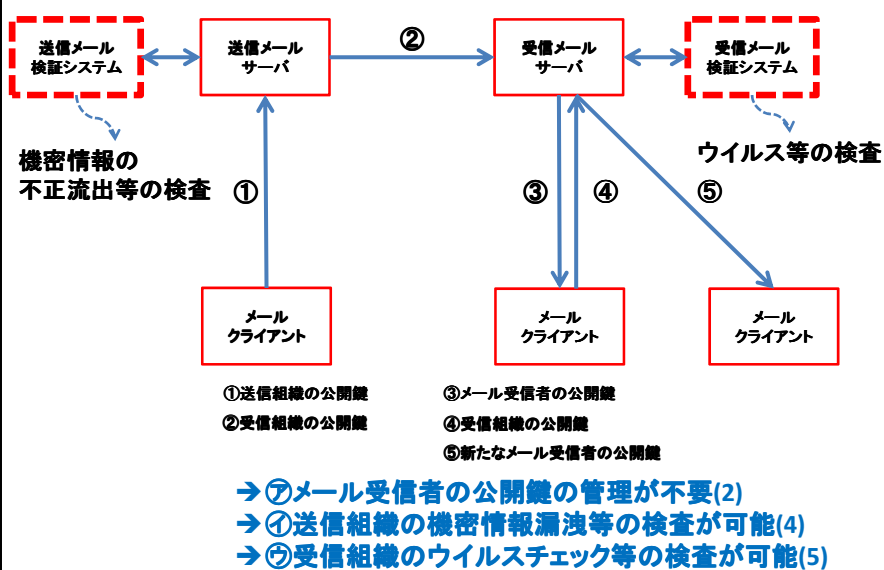 送信メール
検証システム
送信メール
サーバ
②
受信メール
サーバ
受信メール
検証システム
機密情報の
不正流出等の検査
ウイルス等の検査
①
③
④
⑤
メール
クライアント
メール
クライアント
メール
クライアント
①送信組織の公開鍵
②受信組織の公開鍵
③メール受信者の公開鍵
④受信組織の公開鍵
⑤新たなメール受信者の公開鍵
➔㋐メール受信者の公開鍵の管理が不要(2)
➔㋑送信組織の機密情報漏洩等の検査が可能(4)
➔㋒受信組織のウイルスチェック等の検査が可能(5)